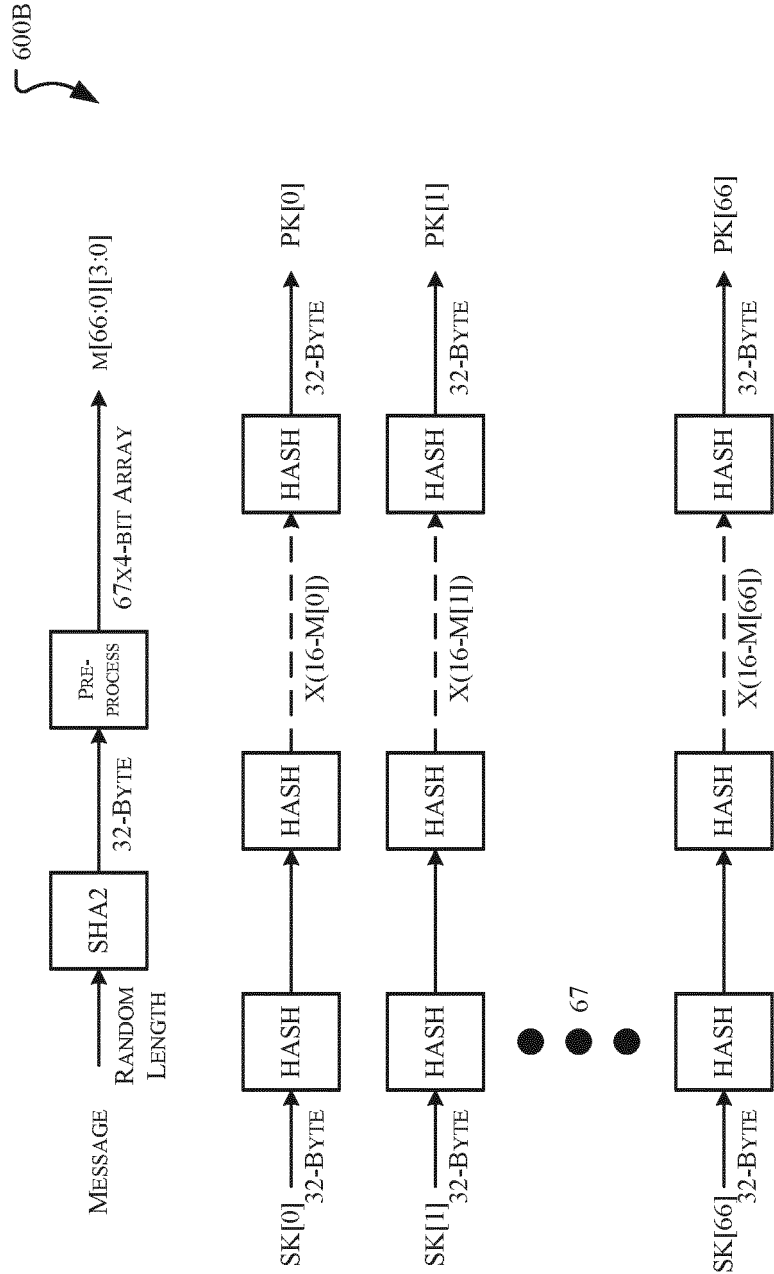 600B
MESSAGE
RANDOM
LENGTH
SHA2
32-BYTE
PRE-
PROCESS
67X4-BIT ARRAY
M[66:0][3:0]
SK[0]
32-BYTE
HASH
HASH
X(16-M[0])
HASH
32-BYTE
PK[0]
SK[1]
32-BYTE
HASH
HASH
X(16-M[1])
HASH
32-BYTE
PK[1]
67
SK[66]
32-BYTE
HASH
HASH
X(16-M[66])
HASH
32-BYTE
PK[66]